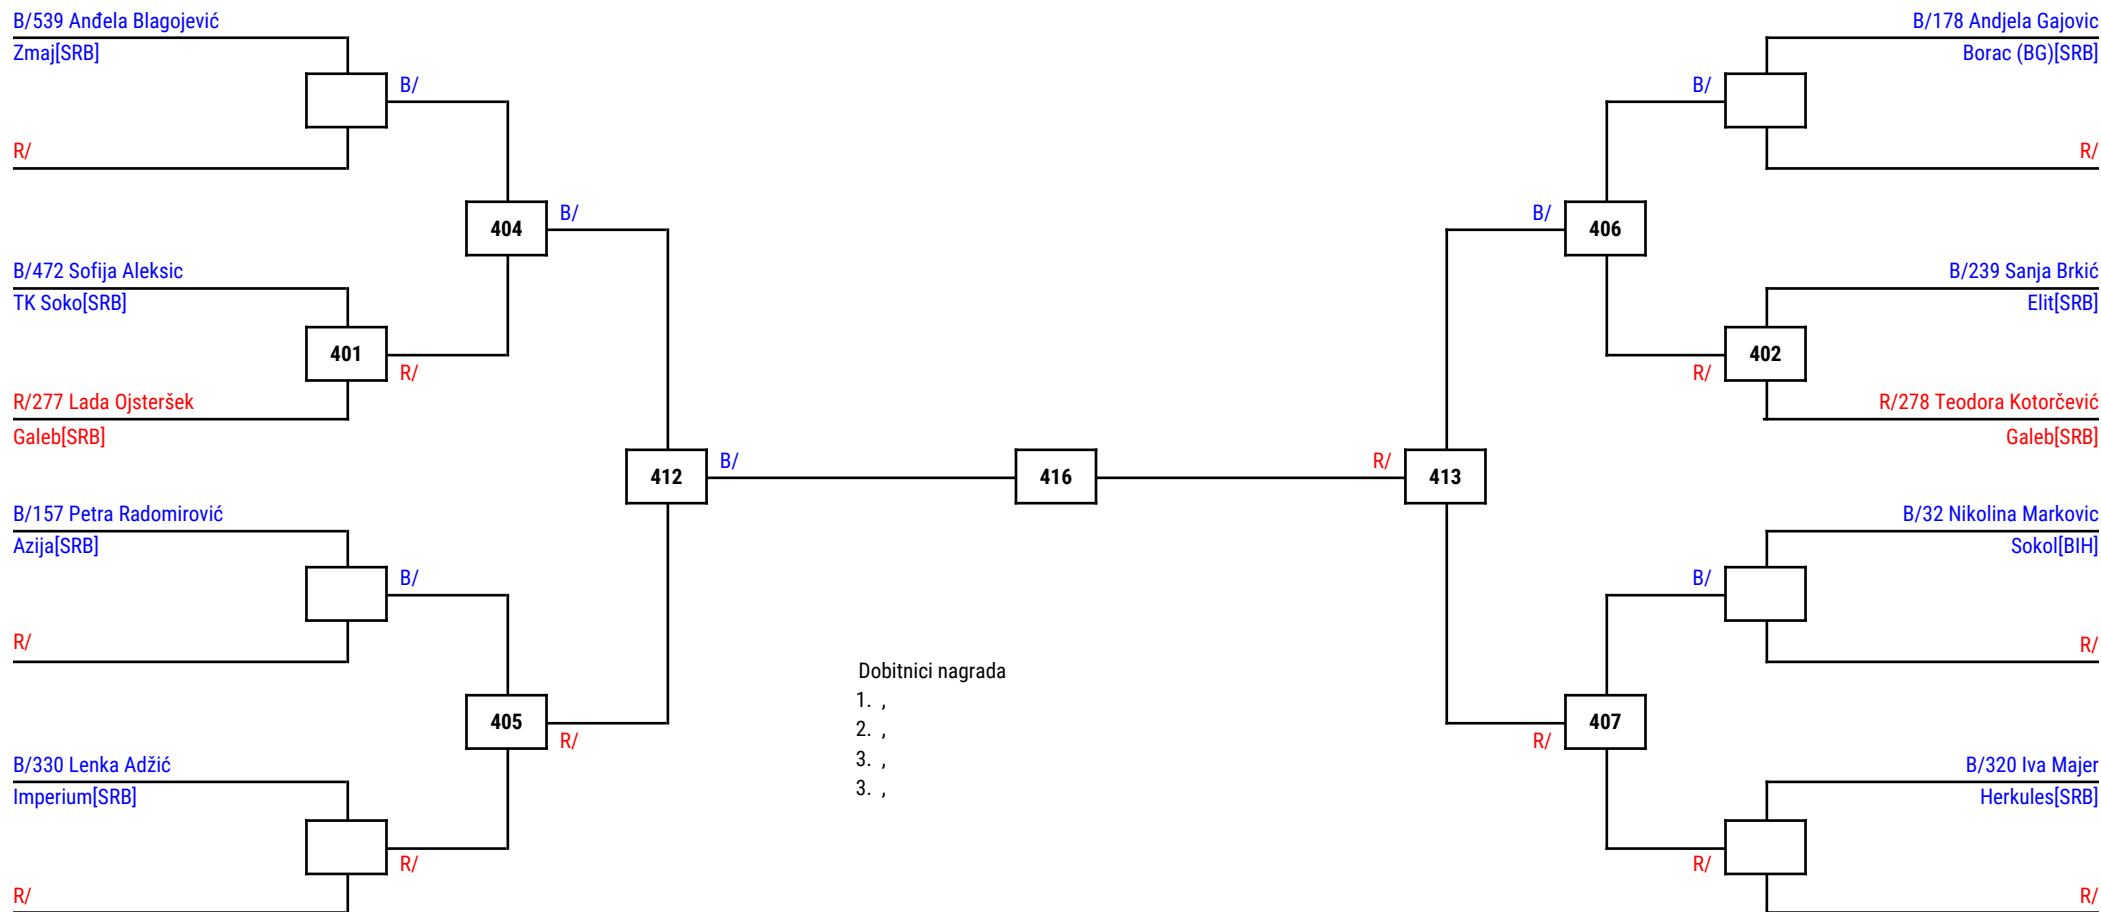 B/539 Anđela Blagojević
Zmaj[SRB]
B/
R/
404
B/
B/472 Sofija Aleksic
TK Soko[SRB]
401
R/
R/277 Lada Ojsteršek
Galeb[SRB]
412
B/
B/157 Petra Radomirović
Azija[SRB]
B/
R/
405
R/
B/330 Lenka Adžić
Imperium[SRB]
R/
R/
416
Dobitnici nagrada
1. ,
2. ,
3. ,
3. ,
B/178 Andjela Gajovic
Borac (BG)[SRB]
B/
R/
B/
406
B/239 Sanja Brkić
Elit[SRB]
402
R/
R/278 Teodora Kotorčević
Galeb[SRB]
R/
413
B/32 Nikolina Markovic
Sokol[BIH]
B/
R/
407
R/
B/320 Iva Majer
Herkules[SRB]
R/
R/